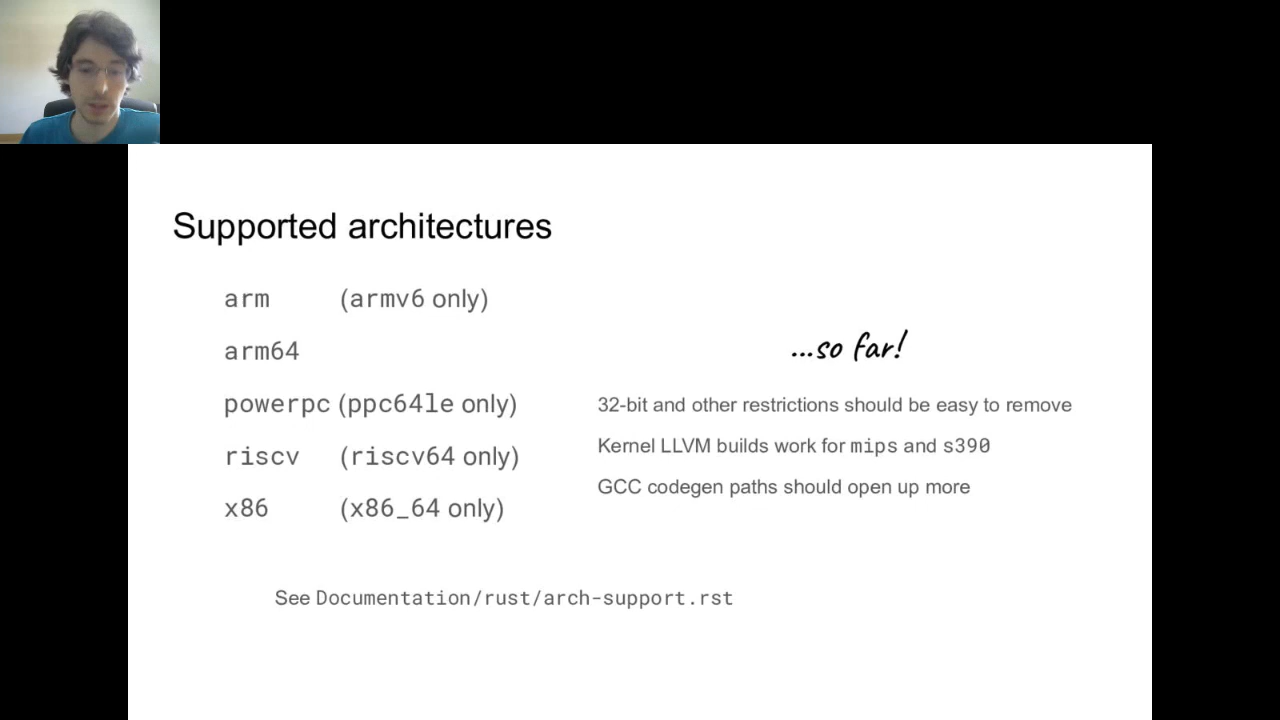 Supported architectures
arm (armv6 only)
arm64
powerpc (ppc64le only)
riscv (riscv64 only)
x86 (x86_64 only)
...so far!
32-bit and other restrictions should be easy to remove
Kernel LLVM builds work for mips and s390
GCC codegen paths should open up more
See Documentation/rust/arch-support.rst